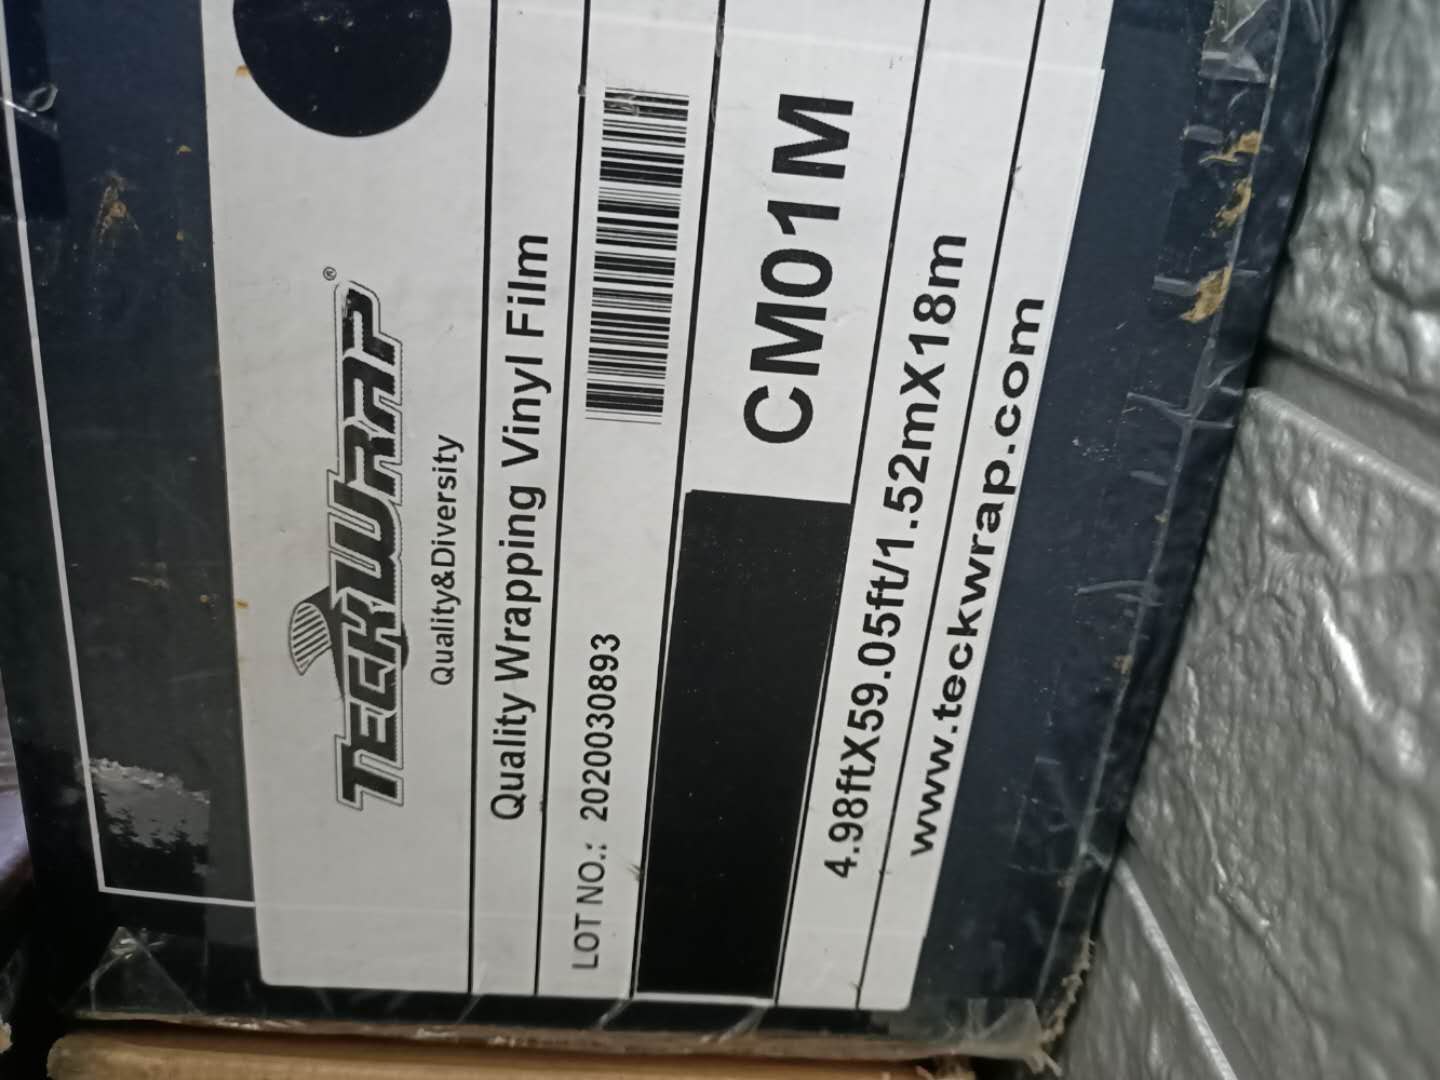 TECKWRAP®
Quality&Diversity
Quality Wrapping Vinyl Film
LOT NO.: 2020030893
CM01M
4.98ftX59.05ft/1.52mX18m
www.teckwrap.com